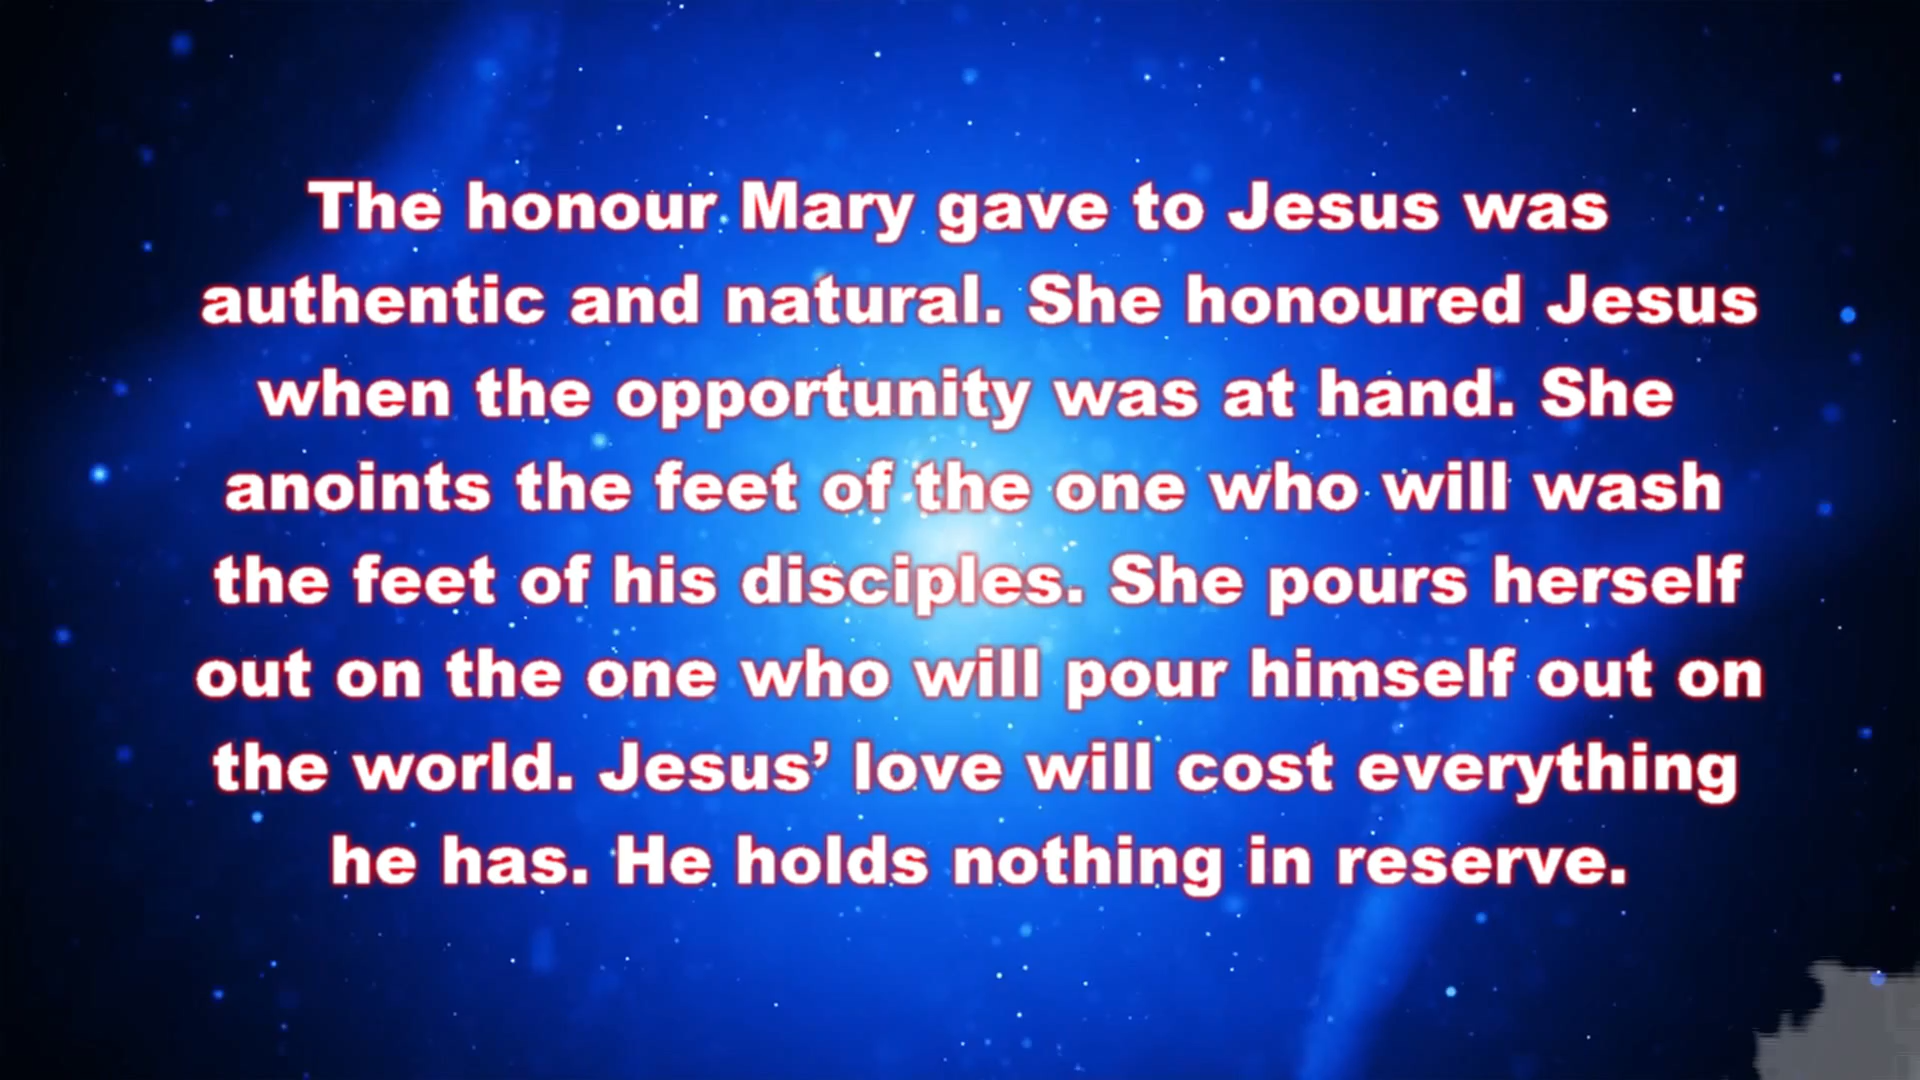 The honour Mary gave to Jesus was
authentic and natural. She honoured Jesus
when the opportunity was at hand. She
anoints the feet of the one who will wash
the feet of his disciples. She pours herself
out on the one who will pour himself out on
the world. Jesus’ love will cost everything
he has. He holds nothing in reserve.